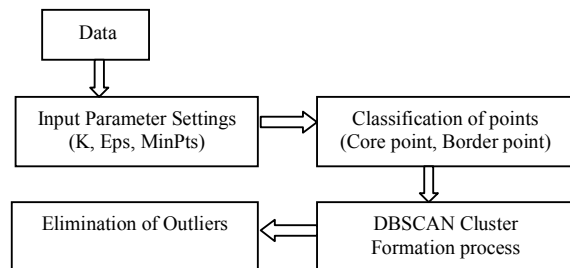 Data
Input Parameter Settings
(K, Eps, MinPts)
Classification of points
(Core point, Border point)
DBSCAN Cluster
Formation process
Elimination of Outliers